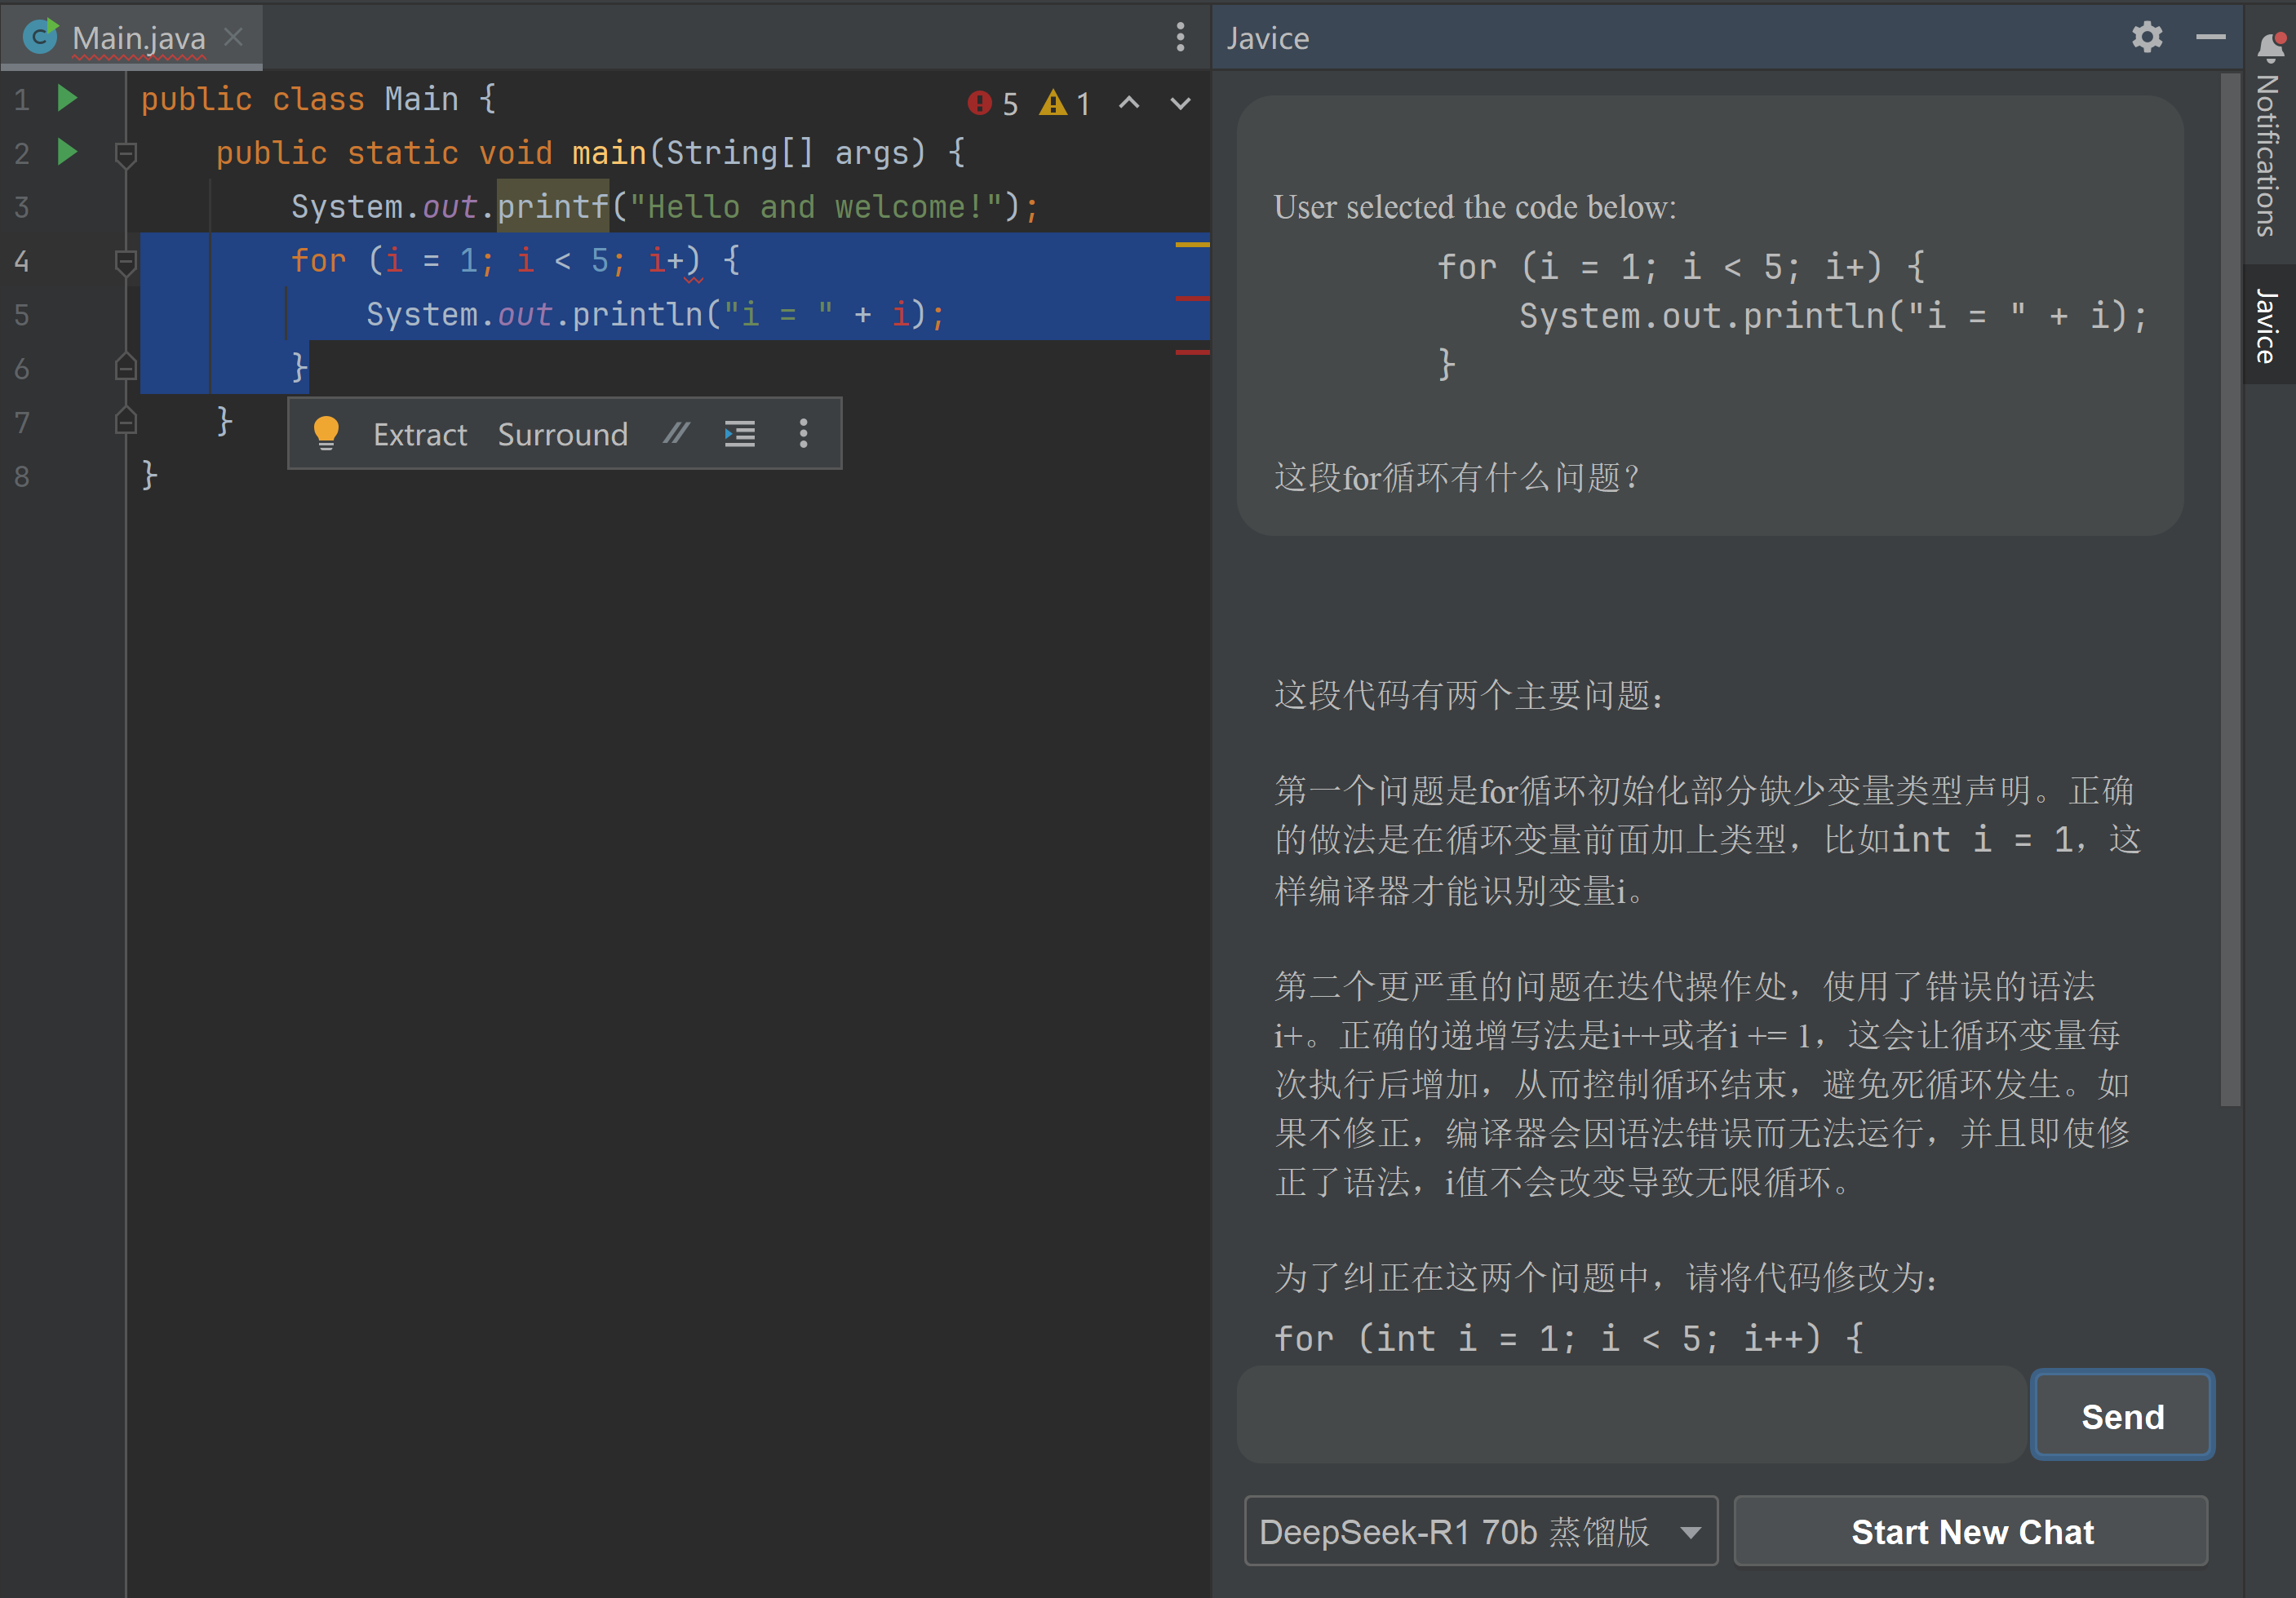 Main.java
1 public class Main {
2 public static void main(String[] args) {
3 System.out.printf("Hello and welcome!");
4 for (i = 1; i < 5; i+) {
5 System.out.println("i = " + i);
6 }
7 }
8 }
5 1
Extract Surround
Javice
User selected the code below:
for (i = 1; i < 5; i+) {
System.out.println("i = " + i);
}
这段for循环有什么问题?
这段代码有两个主要问题：
第一个问题是for循环初始化部分缺少变量类型声明。正确
的做法是在循环变量前面加上类型，比如int i = 1，这
样编译器才能识别变量i。
第二个更严重的问题在迭代操作处，使用了错误的语法
i+。正确的递增写法是i++或者i += 1，这会让循环变量每
次执行后增加，从而控制循环结束，避免死循环发生。如
果不修正，编译器会因语法错误而无法运行，并且即使修
正了语法，i值不会改变导致无限循环。
为了纠正在这两个问题中，请将代码修改为：
for (int i = 1; i < 5; i++) {
Send
DeepSeek-R1 70b 蒸馏版
Start New Chat
Notifications
Javice